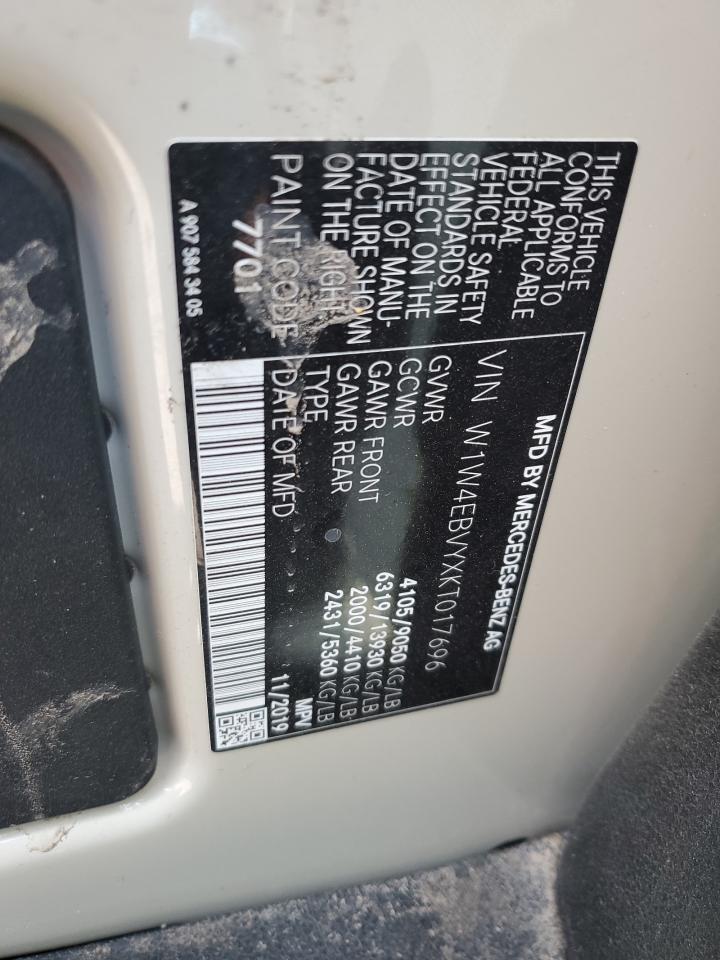 MFD BY MERCEDES-BENZ AG
VIN W1W4EBVYXKT017696
GVWR 4105/9050 KG/LB
GCWR 6319/13930 KG/LB
GAWR FRONT 2000/4410 KG/LB
GAWR REAR 2431/5360 KG/LB
TYPE MPV
DATE OF MFD 11/2019
THIS VEHICLE
CONFORMS TO
ALL APPLICABLE
FEDERAL
VEHICLE SAFETY
STANDARDS IN
EFFECT ON THE
DATE OF MANU-
FACTURE SHOWN
ON THE RIGHT
PAINT CODE
7701
A 907 584 34 05